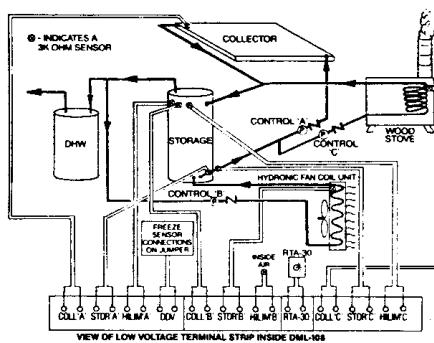 ⊗ - INDICATES A
3K OHM SENSOR
COLLECTOR
DHW
STORAGE
CONTROL 'A'
CONTROL
'C'
WOOD
STOVE
HYDRONIC FAN COIL UNIT
CONTROL 'B'
FREEZE
SENSOR
CONNECTIONS
ON JUMPER
INSIDE
AIR
RTA-30
COLL'A' STOR'A' HILIM'A DDV COLL'B STOR'B HILIM'B RTA-30 COLL'C STOR'C HILIM'C
VIEW OF LOW VOLTAGE TERMINAL STRIP INSIDE DML-108